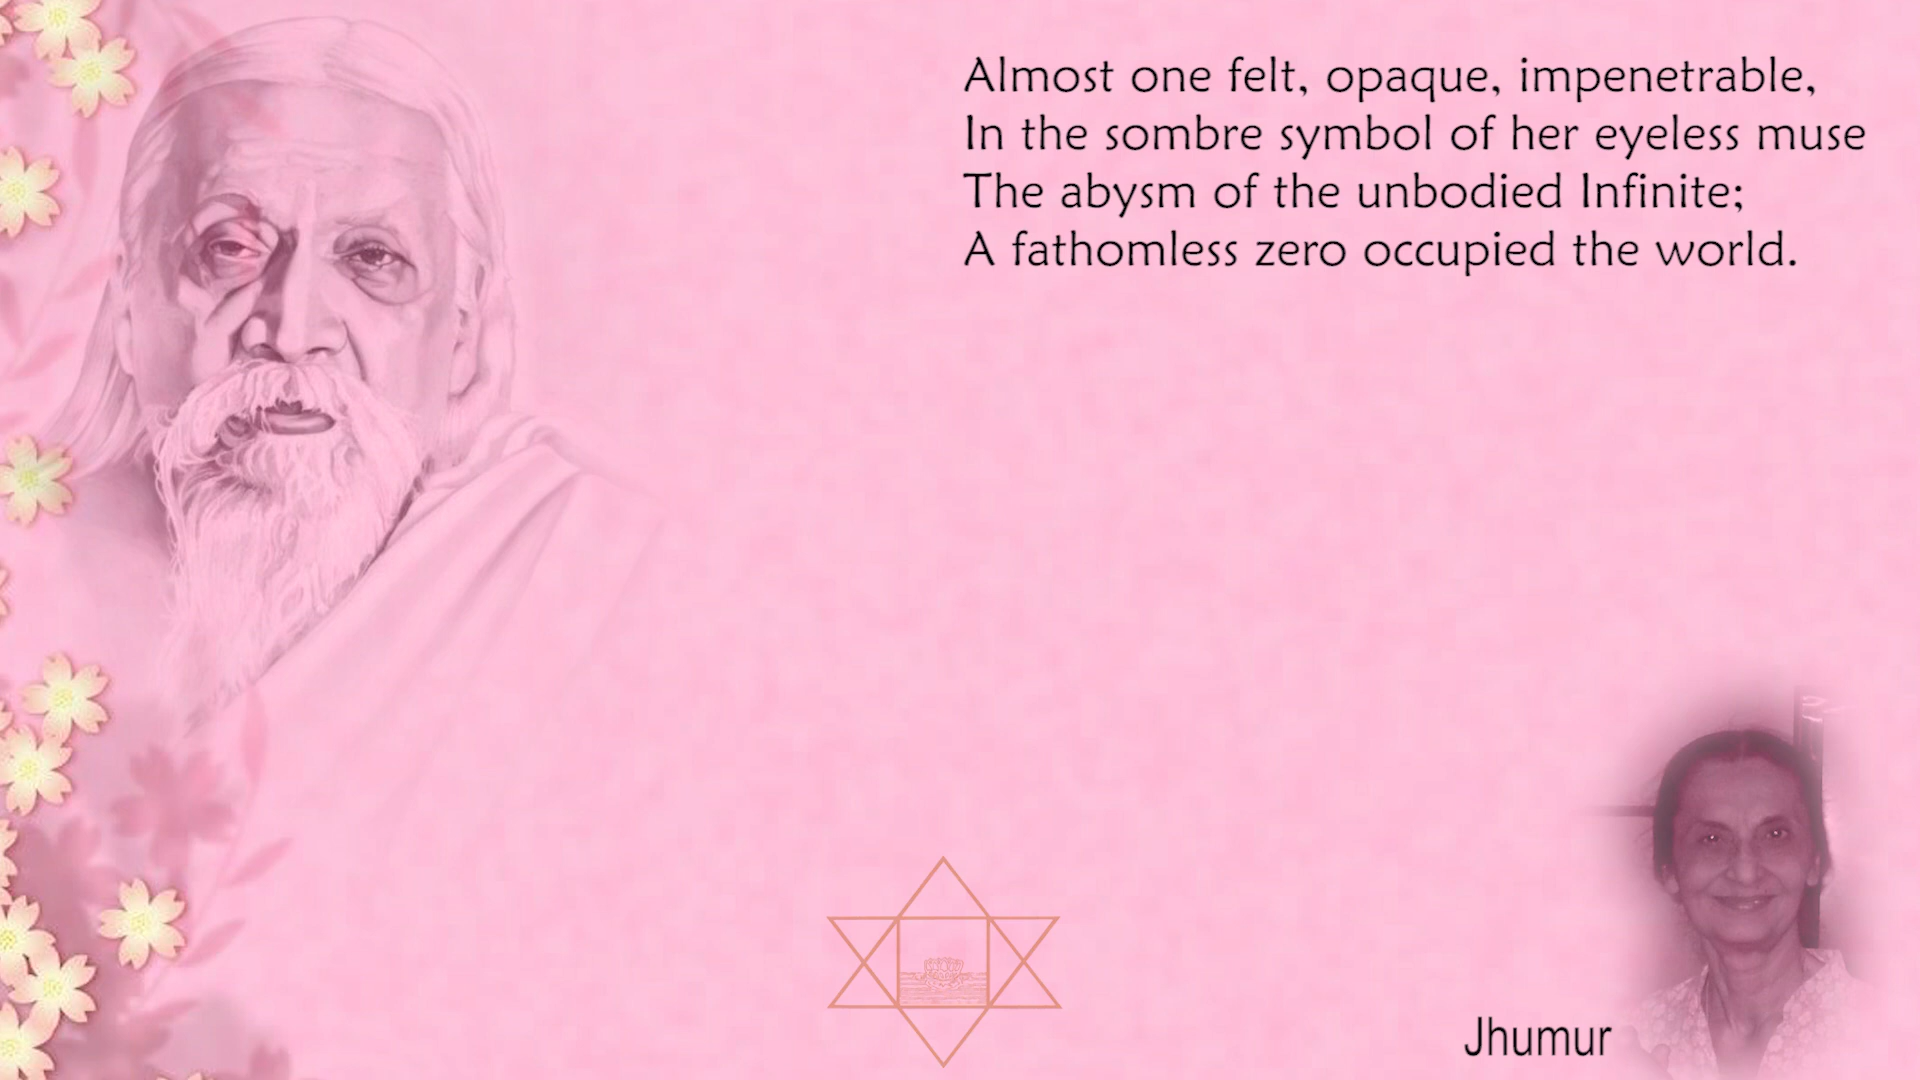 Almost one felt, opaque, impenetrable,
In the sombre symbol of her eyeless muse
The abysm of the unbodied Infinite;
A fathomless zero occupied the world.
Jhumur